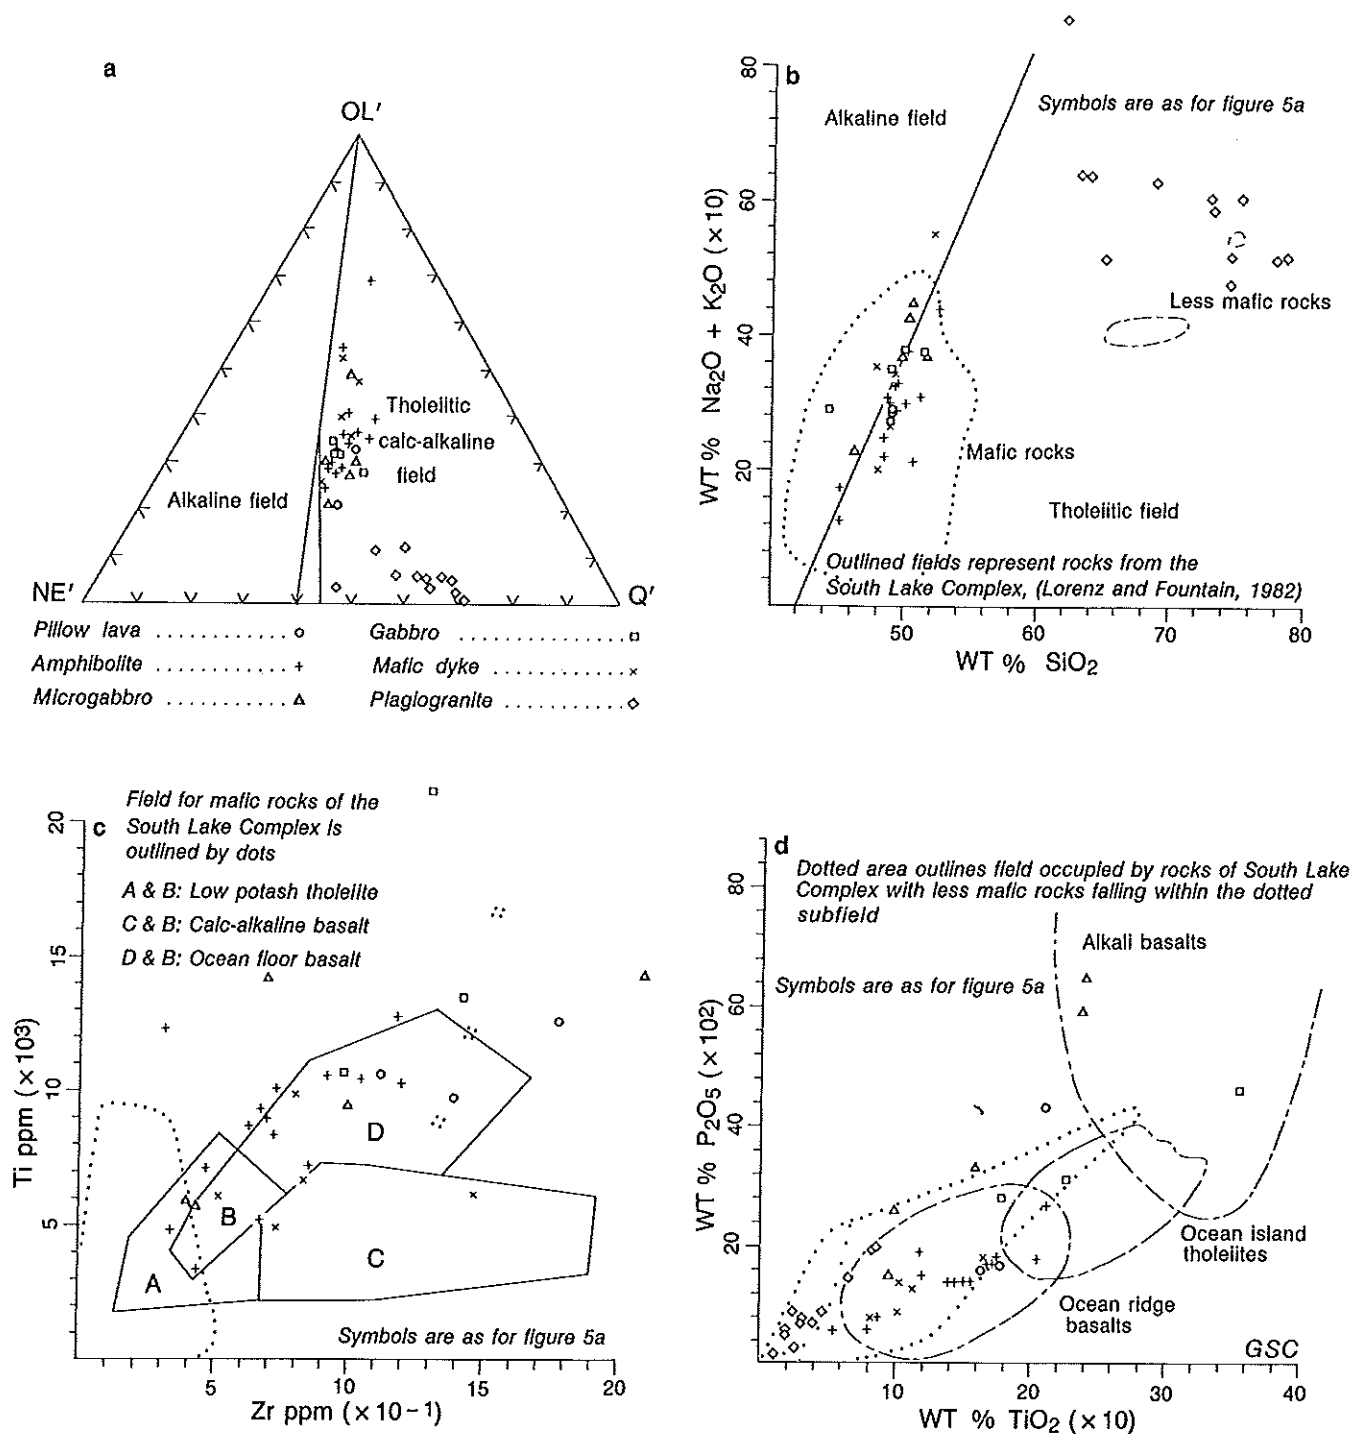 a
OL'
Tholeiitic
calc-alkaline
field
Alkaline field
NE'
Q'
Pillow lava
Gabbro
Amphibolite
Mafic dyke
Microgabbro
Plagiogranite
b
80
60
40
20
WT % Na₂O + K₂O (×10)
Alkaline field
Symbols are as for figure 5a
Less mafic rocks
Mafic rocks
Tholeiitic field
Outlined fields represent rocks from the
South Lake Complex, (Lorenz and Fountain, 1982)
50
60
70
80
WT % SiO₂
c
Field for mafic rocks of the
South Lake Complex is
outlined by dots
A & B: Low potash tholeiite
C & B: Calc-alkaline basalt
D & B: Ocean floor basalt
20
15
10
5
Ti ppm (×10³)
D
B
C
A
Symbols are as for figure 5a
5
10
15
20
Zr ppm (×10⁻¹)
d
Dotted area outlines field occupied by rocks of South Lake
Complex with less mafic rocks falling within the dotted
subfield
80
60
40
20
WT % P₂O₅ (×10²)
Alkali basalts
Symbols are as for figure 5a
Ocean island
tholeiites
Ocean ridge
basalts
GSC
10
20
30
40
WT % TiO₂ (×10)